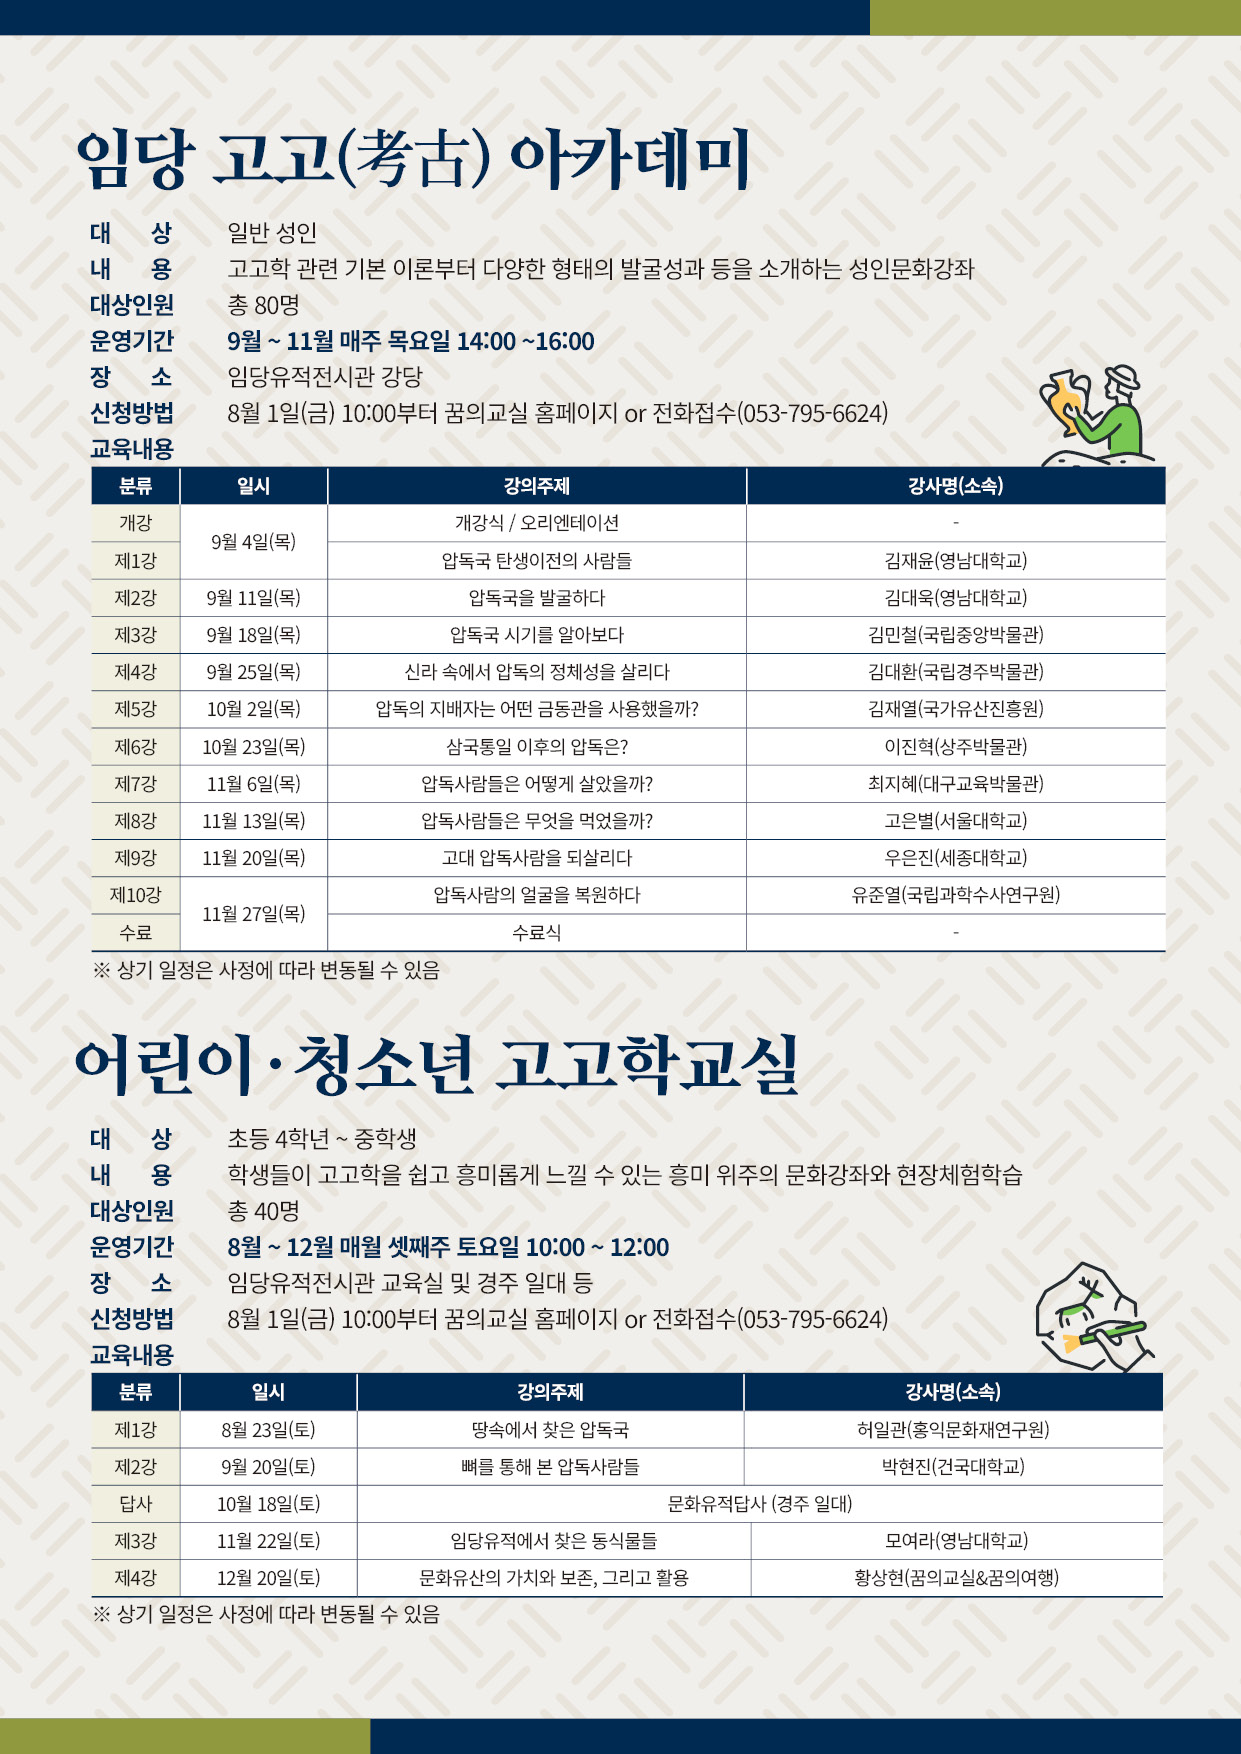 임당 고고(考古) 아카데미
대 상 일반 성인
내 용 고고학 관련 기본 이론부터 다양한 형태의 발굴성과 등을 소개하는 성인문화강좌
대상인원 총 80명
운영기간 9월 ~ 11월 매주 목요일 14:00 ~16:00
장 소 임당유적전시관 강당
신청방법 8월 1일(금) 10:00부터 꿈의교실 홈페이지 or 전화접수(053-795-6624)
교육내용
분류 일시 강의주제 강사명(소속)
개강 9월 4일(목) 개강식 / 오리엔테이션 -
제1강 압독국 탄생이전의 사람들 김재윤(영남대학교)
제2강 9월 11일(목) 압독국을 발굴하다 김대욱(영남대학교)
제3강 9월 18일(목) 압독국 시기를 알아보다 김민철(국립중앙박물관)
제4강 9월 25일(목) 신라 속에서 압독의 정체성을 살리다 김대환(국립경주박물관)
제5강 10월 2일(목) 압독의 지배자는 어떤 금동관을 사용했을까? 김재열(국가유산진흥원)
제6강 10월 23일(목) 삼국통일 이후의 압독은? 이진혁(상주박물관)
제7강 11월 6일(목) 압독사람들은 어떻게 살았을까? 최지혜(대구교육박물관)
제8강 11월 13일(목) 압독사람들은 무엇을 먹었을까? 고은별(서울대학교)
제9강 11월 20일(목) 고대 압독사람을 되살리다 우은진(세종대학교)
제10강 11월 27일(목) 압독사람의 얼굴을 복원하다 유준열(국립과학수사연구원)
수료 수료식 -
※ 상기 일정은 사정에 따라 변동될 수 있음
어린이·청소년 고고학교실
대 상 초등 4학년 ~ 중학생
내 용 학생들이 고고학을 쉽고 흥미롭게 느낄 수 있는 흥미 위주의 문화강좌와 현장체험학습
대상인원 총 40명
운영기간 8월 ~ 12월 매월 셋째주 토요일 10:00 ~ 12:00
장 소 임당유적전시관 교육실 및 경주 일대 등
신청방법 8월 1일(금) 10:00부터 꿈의교실 홈페이지 or 전화접수(053-795-6624)
교육내용
분류 일시 강의주제 강사명(소속)
제1강 8월 23일(토) 땅속에서 찾은 압독국 허일관(홍익문화재연구원)
제2강 9월 20일(토) 뼈를 통해 본 압독사람들 박현진(건국대학교)
답사 10월 18일(토) 문화유적답사 (경주 일대)
제3강 11월 22일(토) 임당유적에서 찾은 동식물들 모여라(영남대학교)
제4강 12월 20일(토) 문화유산의 가치와 보존, 그리고 활용 황상현(꿈의교실&꿈의여행)
※ 상기 일정은 사정에 따라 변동될 수 있음